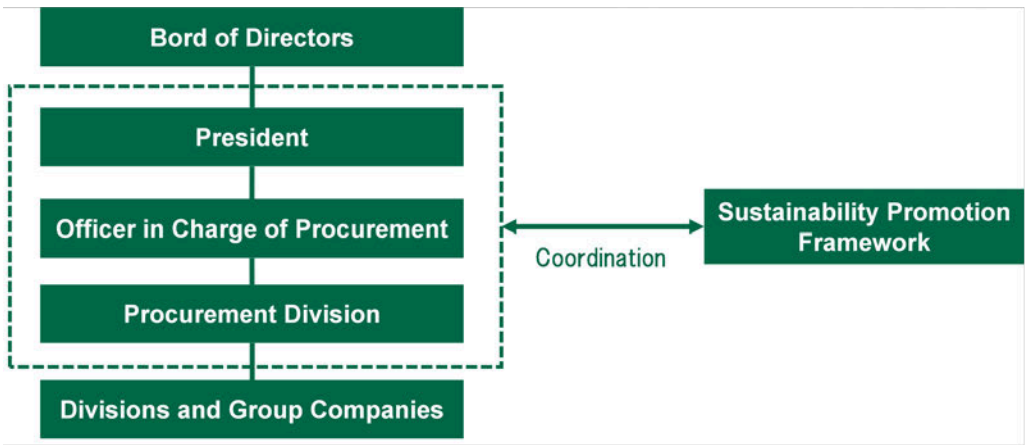 Bord of Directors
President
Officer in Charge of Procurement
Procurement Division
Divisions and Group Companies
Coordination
Sustainability Promotion
Framework